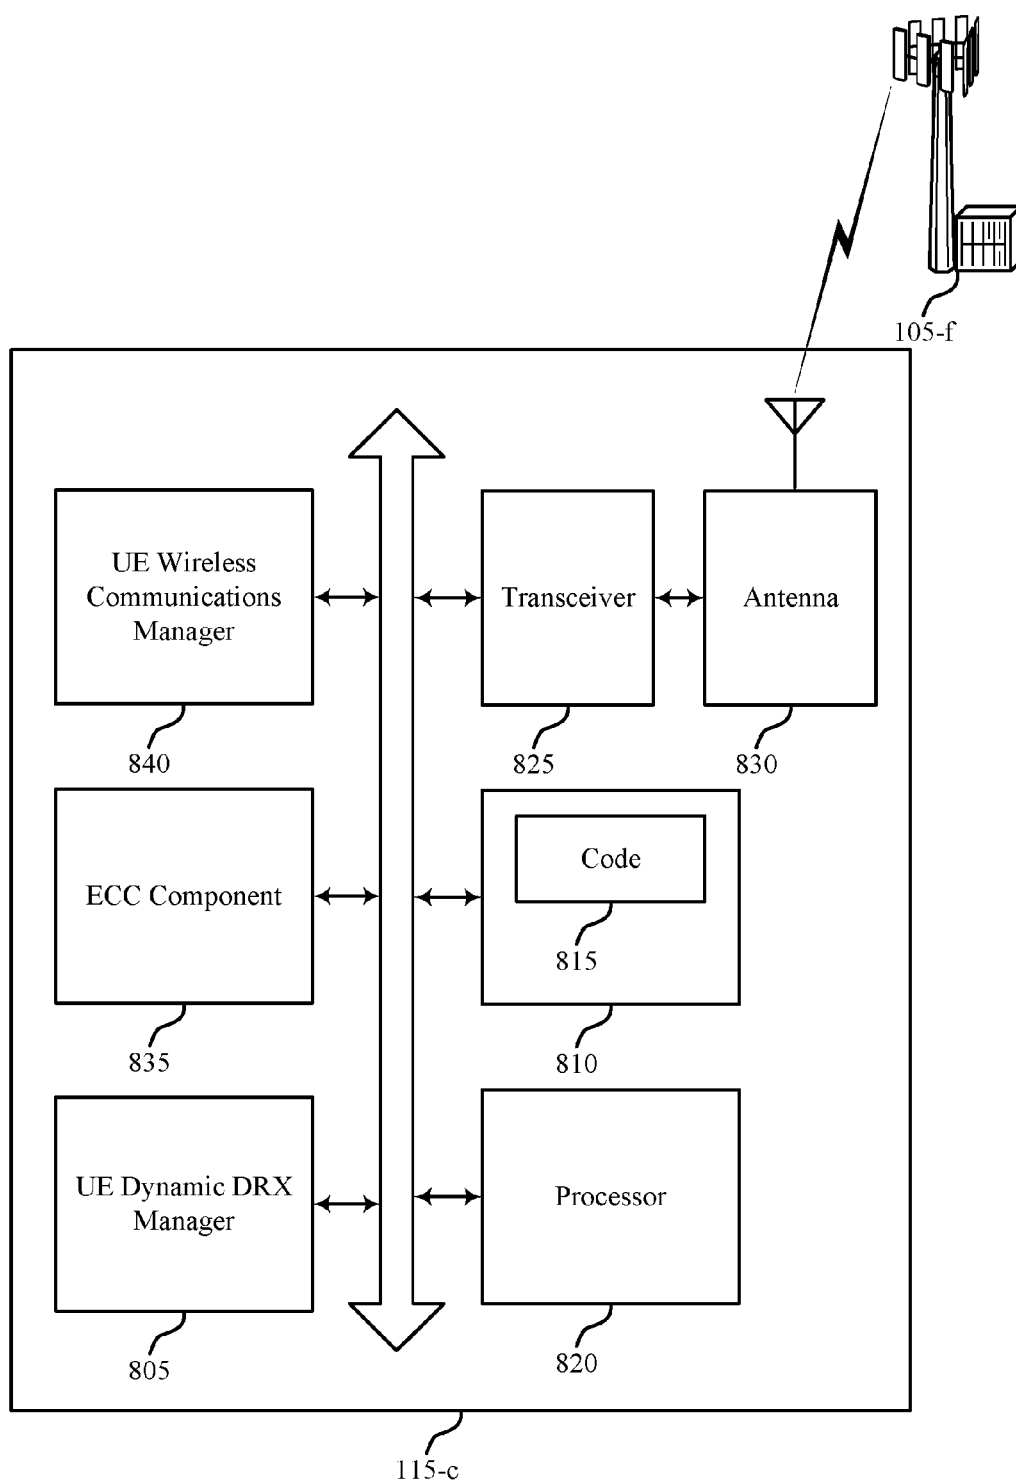 105-f
UE Wireless
Communications
Manager
840
Transceiver
825
Antenna
830
ECC Component
835
Code
815
810
UE Dynamic DRX
Manager
805
Processor
820
115-c